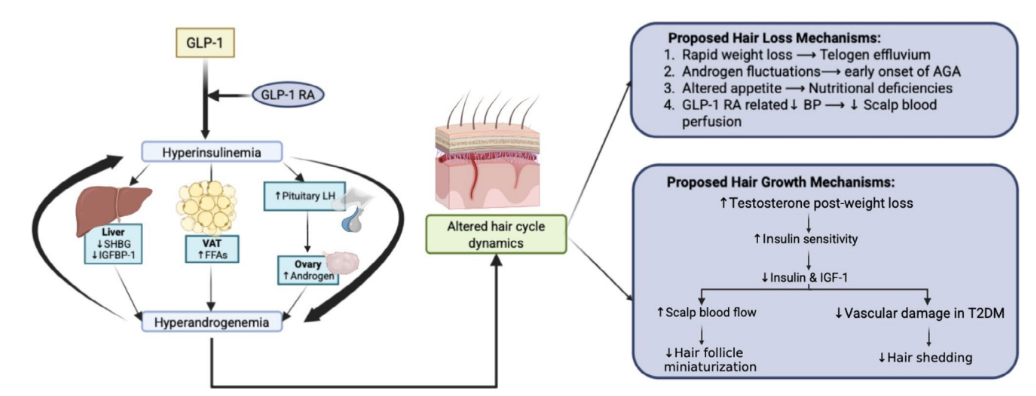 GLP-1
GLP-1 RA
Hyperinsulinemia
Liver
↓SHBG
↓IGFBP-1
VAT
↑FFAs
↑Pituitary LH
Ovary
↑Androgen
Hyperandrogenemia
Altered hair cycle
dynamics
Proposed Hair Loss Mechanisms:
1. Rapid weight loss → Telogen effluvium
2. Androgen fluctuations → early onset of AGA
3. Altered appetite → Nutritional deficiencies
4. GLP-1 RA related ↓ BP → ↓ Scalp blood
perfusion
Proposed Hair Growth Mechanisms:
↑Testosterone post-weight loss
↑Insulin sensitivity
↓Insulin & IGF-1
↑Scalp blood flow
↓Hair follicle
miniaturization
↓Vascular damage in T2DM
↓Hair shedding